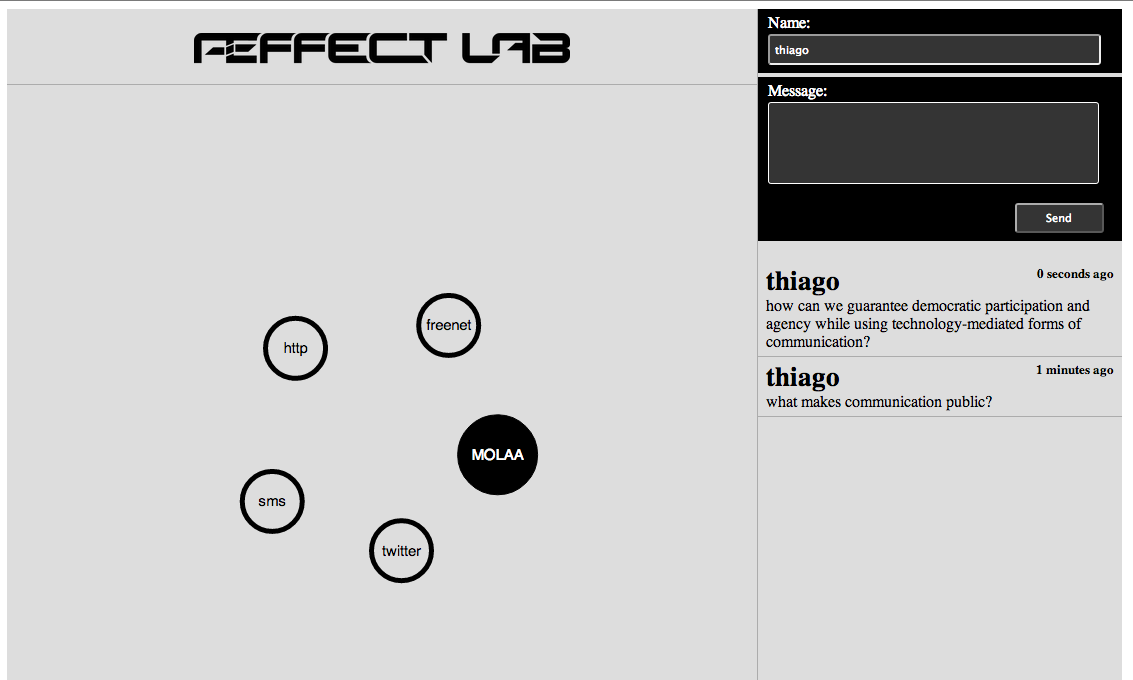 ÆFFECT LAB
Name:
thiago
Message:
Send
thiago
0 seconds ago
how can we guarantee democratic participation and
agency while using technology-mediated forms of
communication?
thiago
1 minutes ago
what makes communication public?
freenet
http
MOLAA
sms
twitter